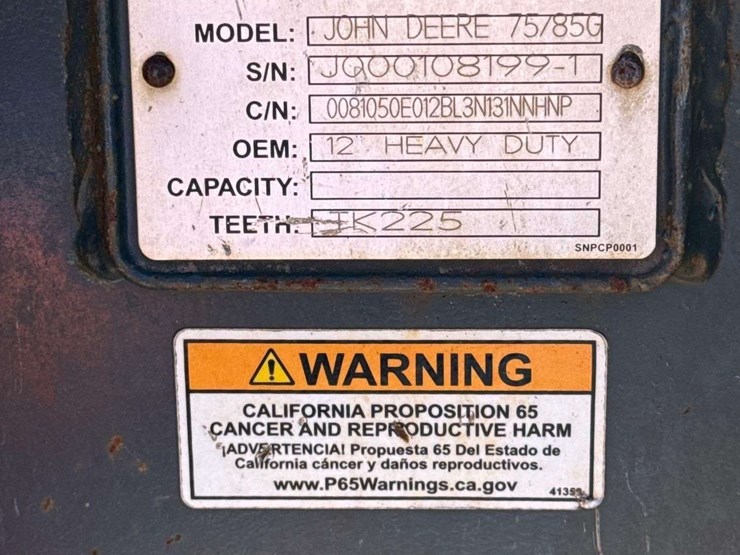 MODEL: JOHN DEERE 75/85G
S/N: JQ00108199-1
C/N: 0081050E012BL3N131NNHNP
OEM: 12" HEAVY DUTY
CAPACITY:
TEETH: TK225
SNPCP0001
⚠ WARNING
CALIFORNIA PROPOSITION 65
CANCER AND REPRODUCTIVE HARM
¡ADVERTENCIA! Propuesta 65 Del Estado de
California cáncer y daños reproductivos.
www.P65Warnings.ca.gov